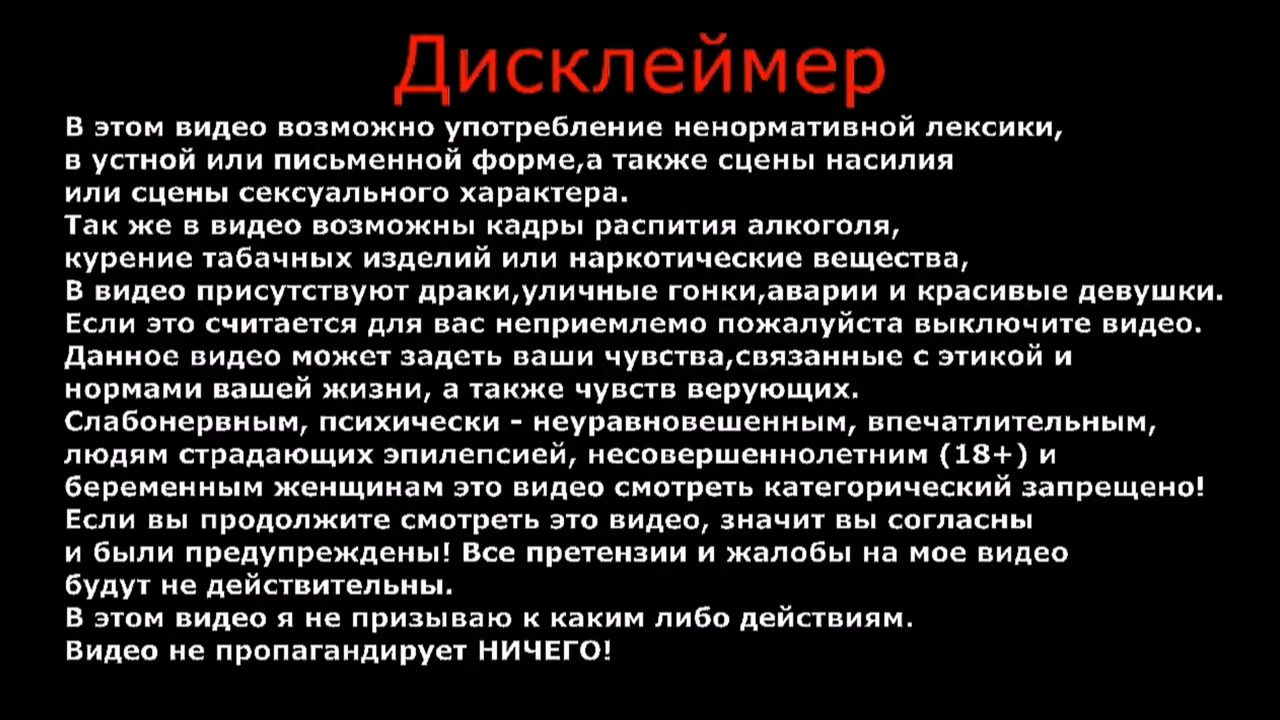 Дисклеймер
В этом видео возможно употребление ненормативной лексики,
в устной или письменной форме,а также сцены насилия
или сцены сексуального характера.
Так же в видео возможны кадры распития алкоголя,
курение табачных изделий или наркотические вещества,
В видео присутствуют драки,уличные гонки,аварии и красивые девушки.
Если это считается для вас неприемлемо пожалуйста выключите видео.
Данное видео может задеть ваши чувства,связанные с этикой и
нормами вашей жизни, а также чувств верующих.
Слабонервным, психически - неуравновешенным, впечатлительным,
людям страдающих эпилепсией, несовершеннолетним (18+) и
беременным женщинам это видео смотреть категорический запрещено!
Если вы продолжите смотреть это видео, значит вы согласны
и были предупреждены! Все претензии и жалобы на мое видео
будут не действительны.
В этом видео я не призываю к каким либо действиям.
Видео не пропагандирует НИЧЕГО!